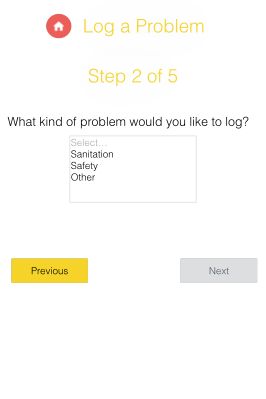 Log a Problem
Step 2 of 5
What kind of problem would you like to log?
Select...
Sanitation
Safety
Other
Previous
Next